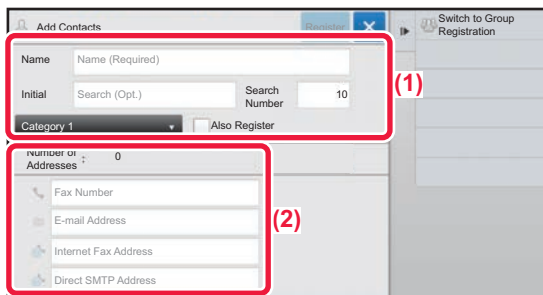 Add Contacts
Register
Switch to Group
Registration
Name
Name (Required)
(1)
Initial
Search (Opt.)
Search
Number
10
Category 1
Also Register
Number of
Addresses : 0
Fax Number
E-mail Address
(2)
Internet Fax Address
Direct SMTP Address